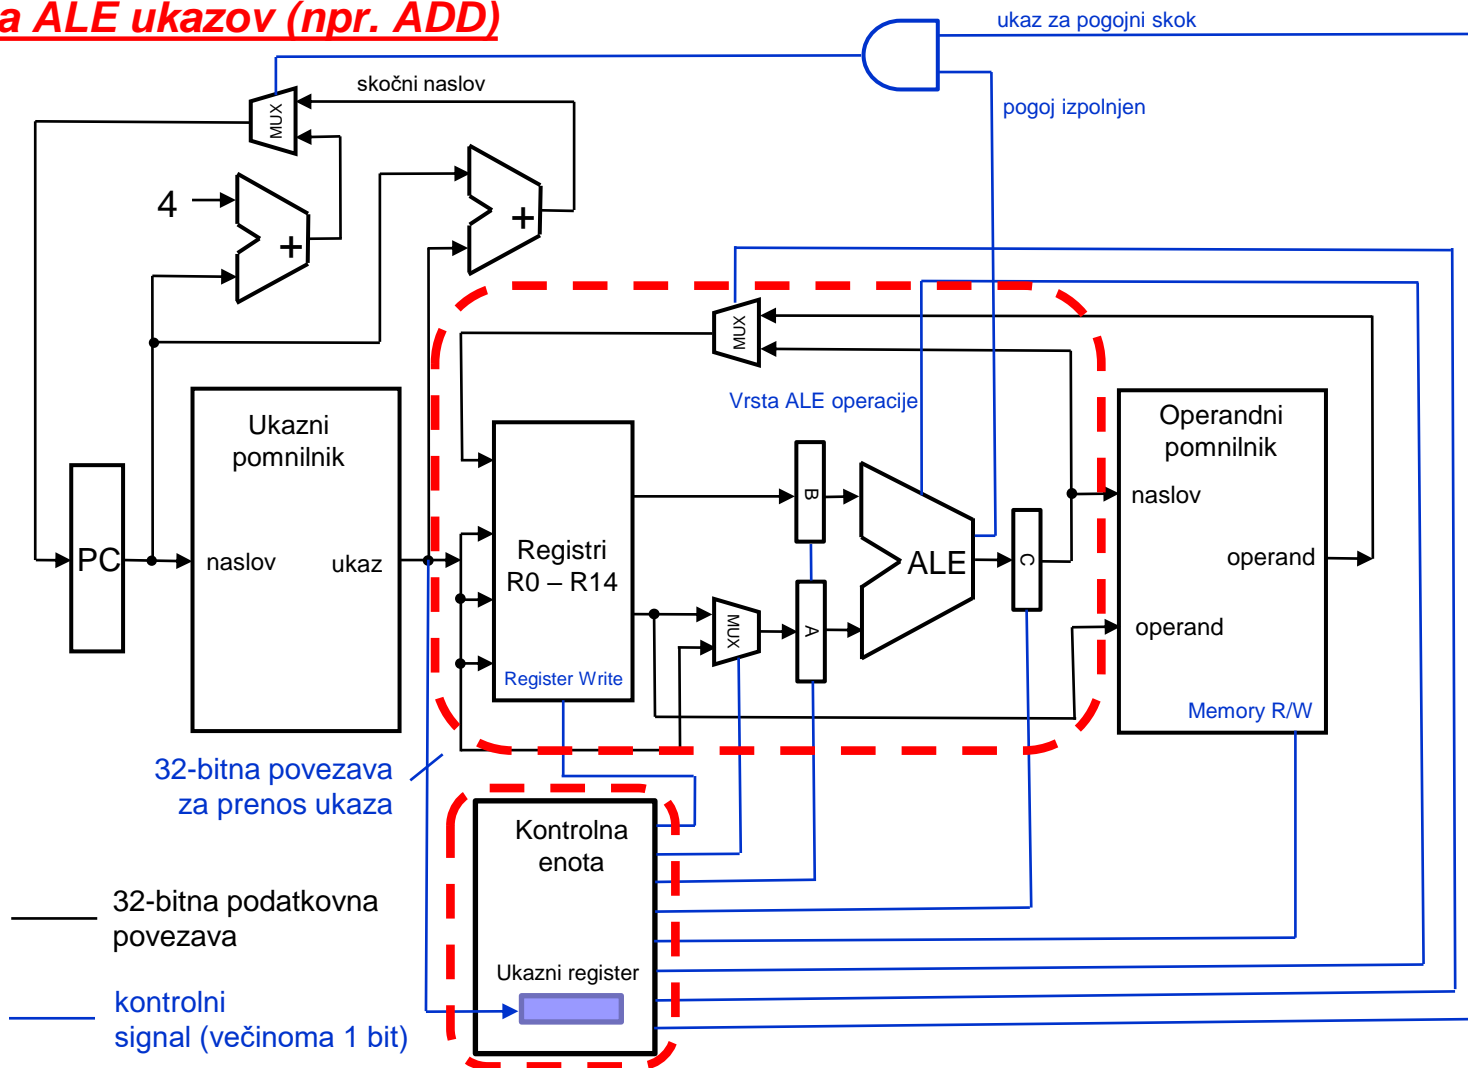 a ALE ukazov (npr. ADD)
ukaz za pogojni skok
skočni naslov
MUX
pogoj izpolnjen
4
+
+
MUX
Vrsta ALE operacije
Ukazni
pomnilnik
Operandni
pomnilnik
B
naslov
PC
naslov
ukaz
Registri
R0 – R14
ALE
C
operand
MUX
A
operand
Register Write
Memory R/W
32-bitna povezava
za prenos ukaza
Kontrolna
enota
32-bitna podatkovna
povezava
Ukazni register
kontrolni
signal (večinoma 1 bit)